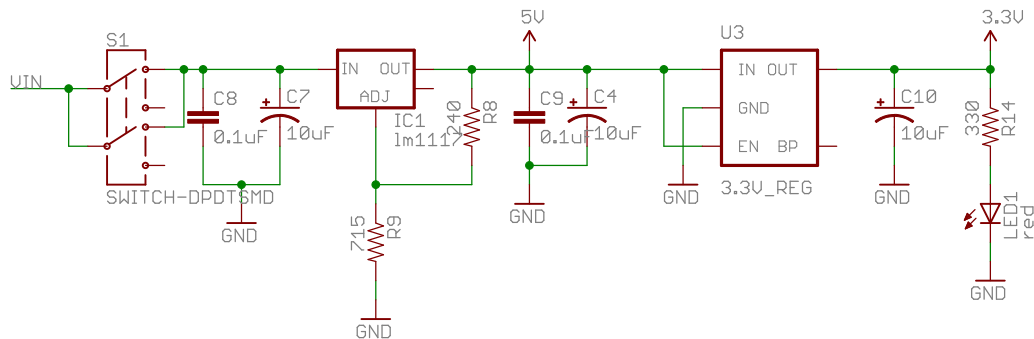 5V
3.3V
S1
U3
VIN
IN OUT
ADJ
IN OUT
GND
EN BP
C8
0.1uF
C7
10uF
IC1
lm1117
240
R8
C9
0.1uF
C4
10uF
C10
10uF
330
R14
SWITCH-DPDTSMD
GND
715
R9
GND
GND
GND
3.3V_REG
GND
LED1
red
GND